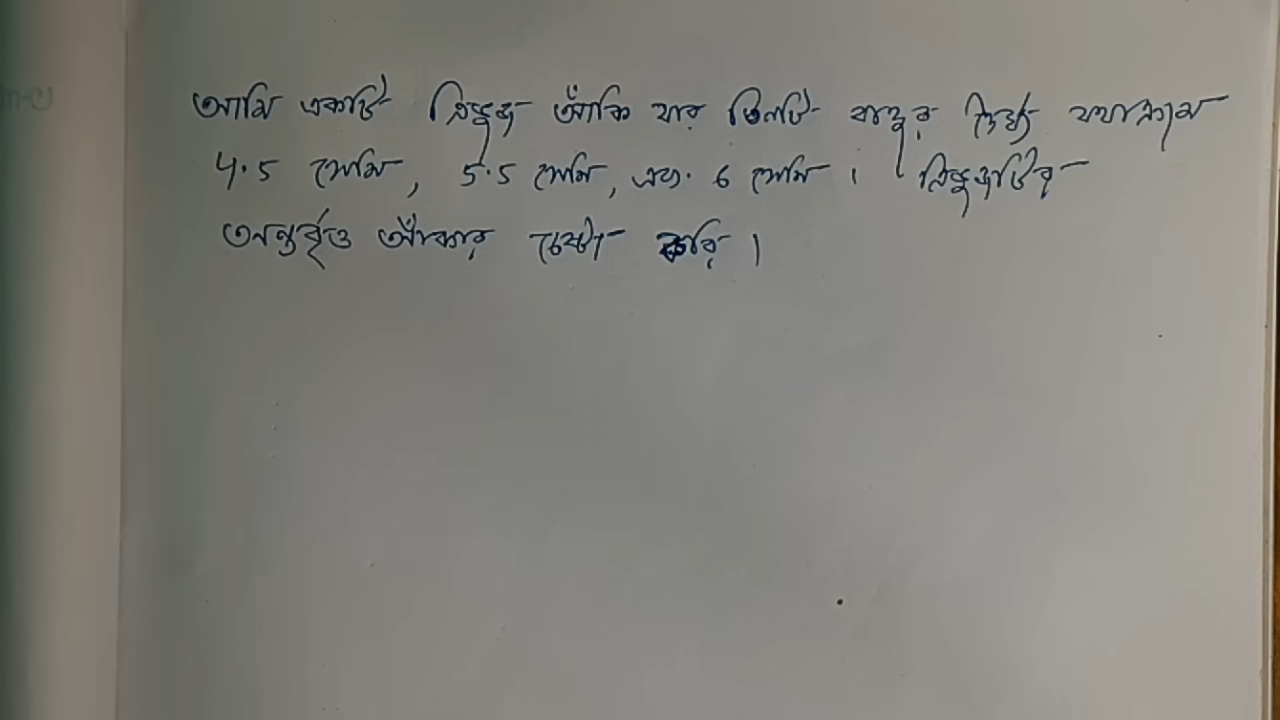 আমি একটি ত্রিভুজ আঁকি যার তিনটি বাহুর দৈর্ঘ্য যথাক্রমে
4.5 সেমি, 5.5 সেমি, এবং 6 সেমি । ত্রিভুজটির
অন্তর্বৃত্ত আঁকার চেষ্টা করি ।